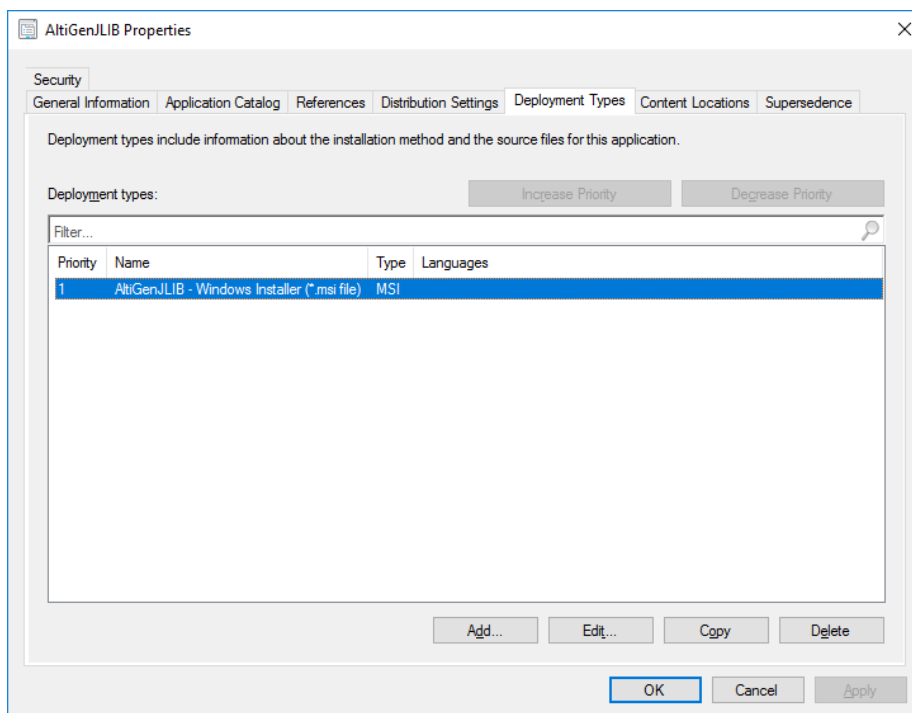 AltiGenJLIB Properties
Security
General Information Application Catalog References Distribution Settings Deployment Types Content Locations Supersedence
Deployment types include information about the installation method and the source files for this application.
Deployment types: Increase Priority Decrease Priority
Filter...
Priority Name Type Languages
1 AltiGenJLIB - Windows Installer (*.msi file) MSI
Add... Edit... Copy Delete
OK Cancel Apply